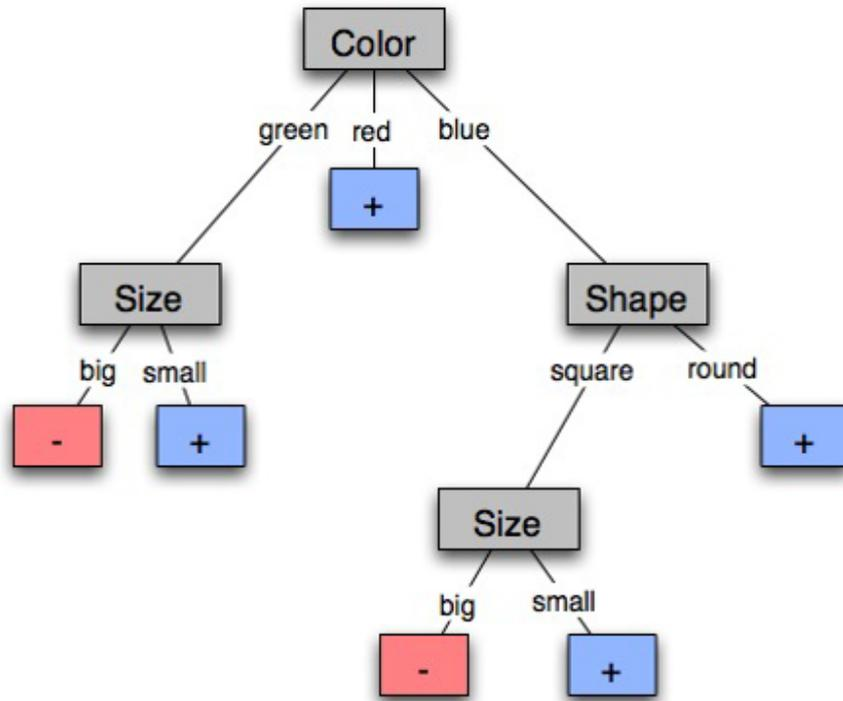 Color
green red blue
+
Size Shape
big small square round
- + +
Size
big small
- +